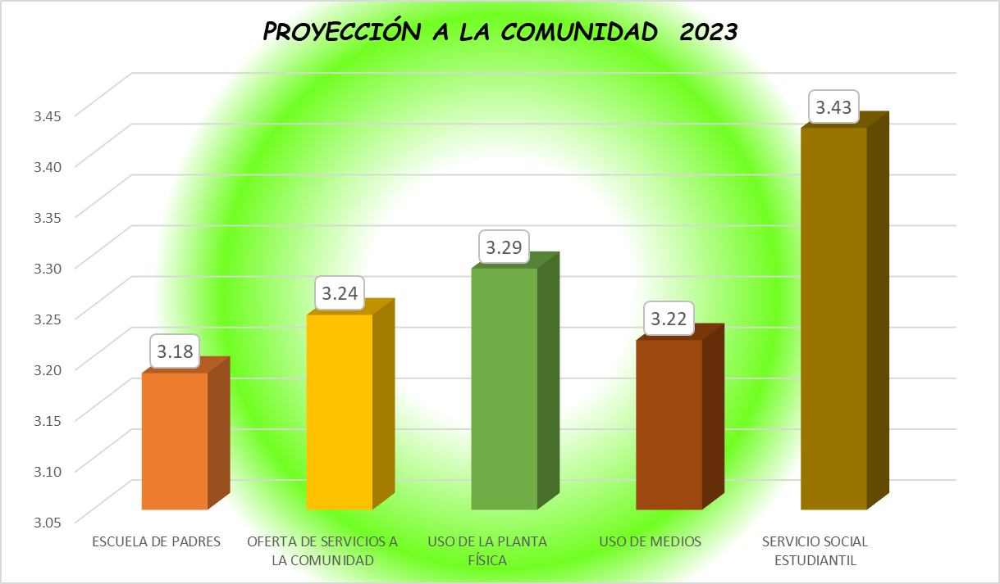 PROYECCIÓN A LA COMUNIDAD 2023
3.45
3.40
3.35
3.30
3.25
3.20
3.15
3.10
3.05
3.18
3.24
3.29
3.22
3.43
ESCUELA DE PADRES
OFERTA DE SERVICIOS A
LA COMUNIDAD
USO DE LA PLANTA
FÍSICA
USO DE MEDIOS
SERVICIO SOCIAL
ESTUDIANTIL